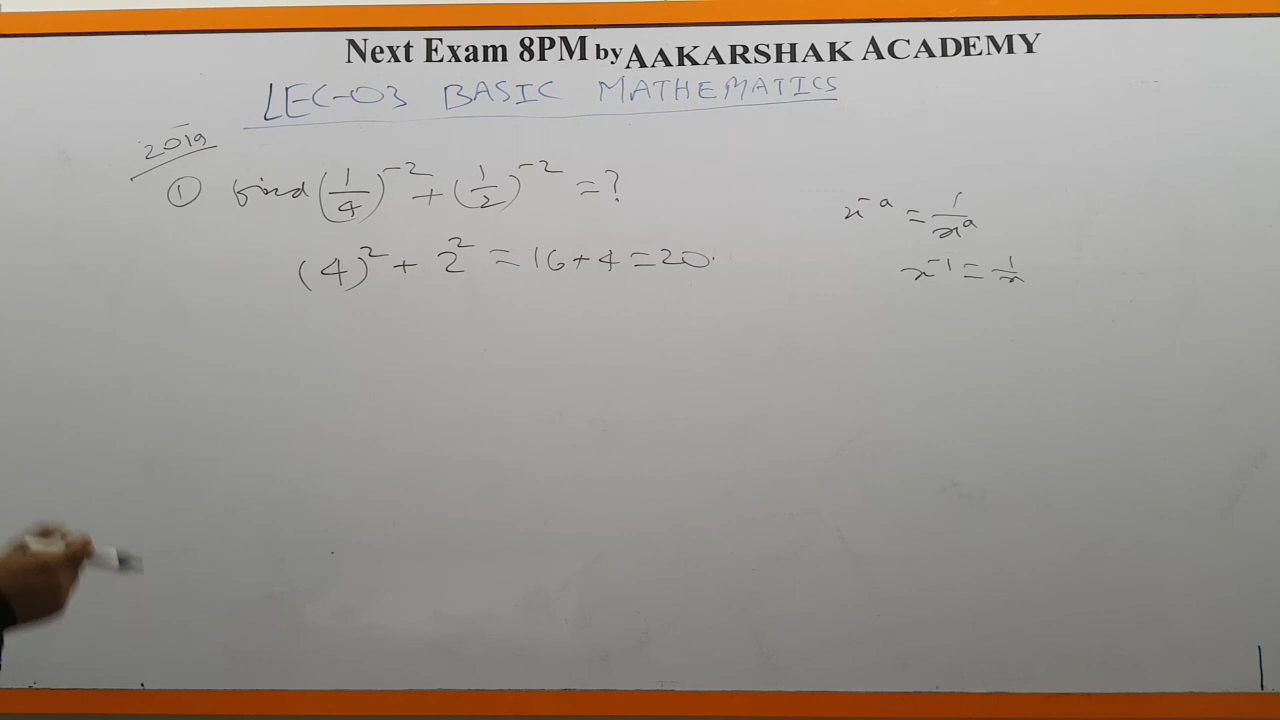 Next Exam 8PM by AAKARSHAK ACADEMY
LEC-03 BASIC MATHEMATICS
2019
① find (1/4)^-2 + (1/2)^-2 = ?
(4)^2 + 2^2 = 16 + 4 = 20.
x^-a = 1/x^a
x^-1 = 1/x